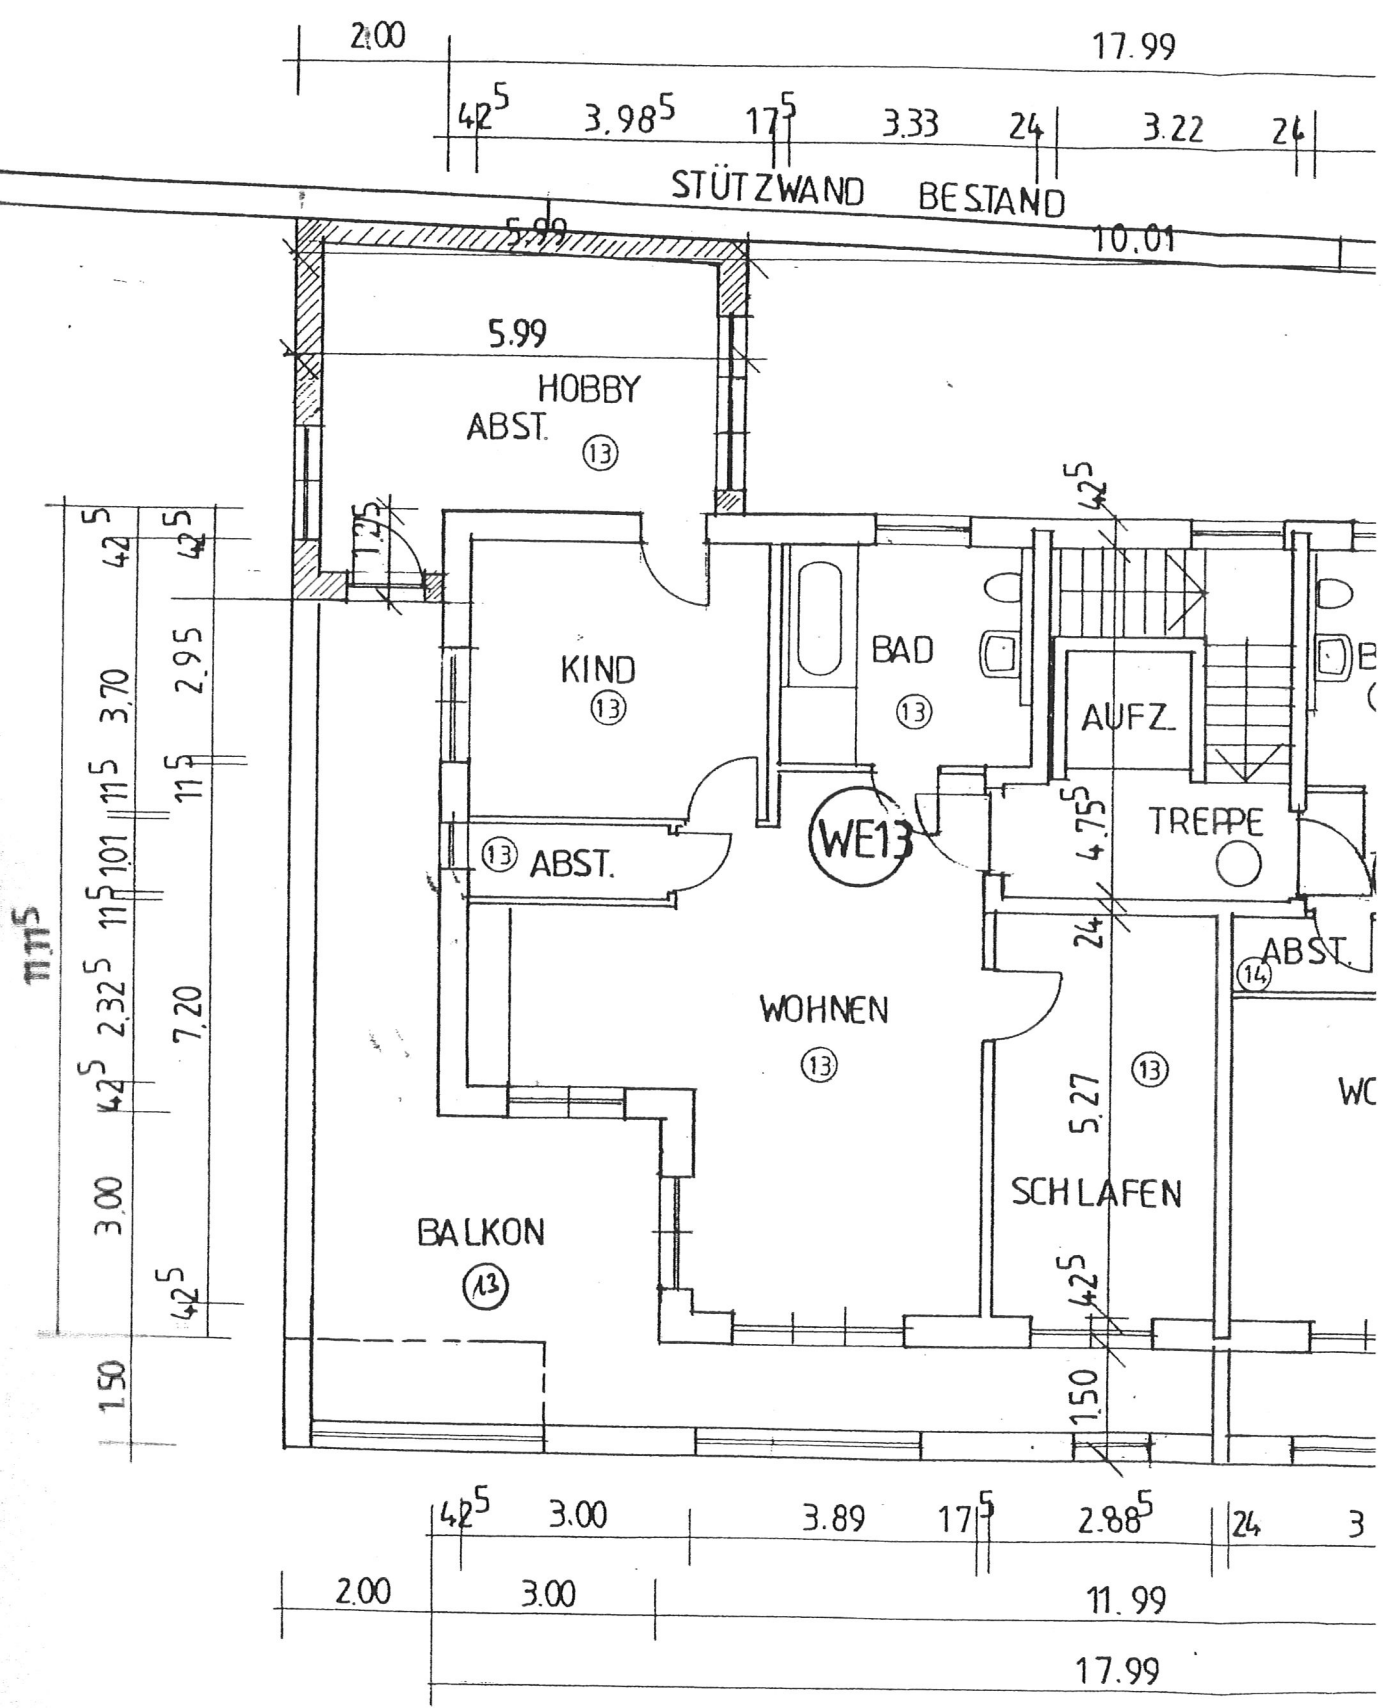 2.00
17.99
42⁵ 3.98⁵ 17⁵ 3.33 24 3.22 24
STÜTZWAND BESTAND
5.99
10.01
5.99
HOBBY
ABST.
13
1.25
42⁵
42⁵
42⁵
KIND
13
BAD
13
AUFZ.
2.95
3,70
11⁵
11⁵
1.01
11⁵
13 ABST.
WE13
4.75⁵
TREPPE
24
ABST.
14
11.11⁵
2,32⁵
7,20
42⁵
WOHNEN
13
13
5.27
WO
SCHLAFEN
3,00
BALKON
13
42⁵
42⁵
1.50
1.50
42⁵ 3.00 3.89 17⁵ 2.88⁵ 24 3
2.00 3.00 11.99
17.99